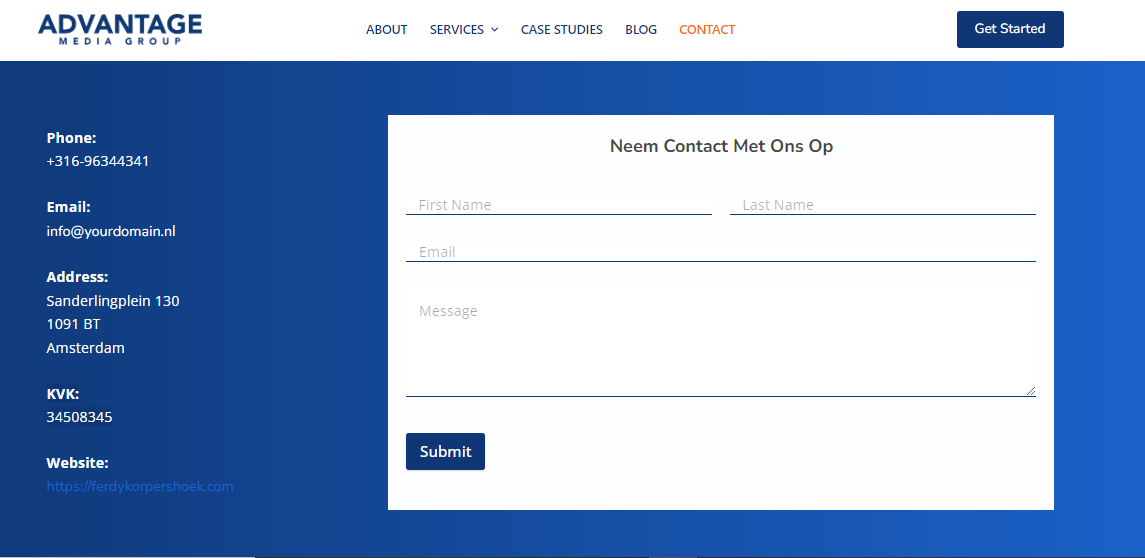 ADVANTAGE
MEDIA GROUP
ABOUT
SERVICES
CASE STUDIES
BLOG
CONTACT
Get Started
Phone:
+316-96344341
Email:
info@yourdomain.nl
Address:
Sanderlingplein 130
1091 BT
Amsterdam
KVK:
34508345
Website:
https://ferdykorpershoek.com
Neem Contact Met Ons Op
First Name
Last Name
Email
Message
Submit